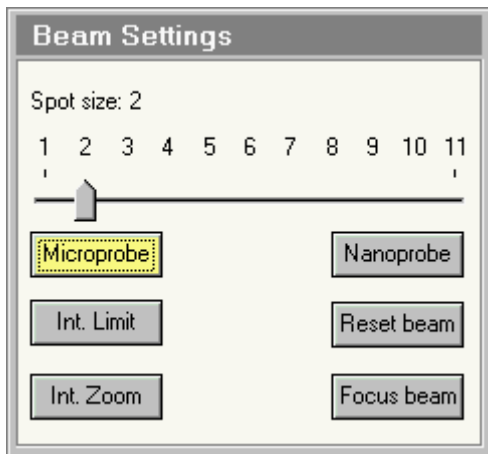 Beam Settings
Spot size: 2
1 2 3 4 5 6 7 8 9 10 11
Microprobe Nanoprobe
Int. Limit Reset beam
Int. Zoom Focus beam